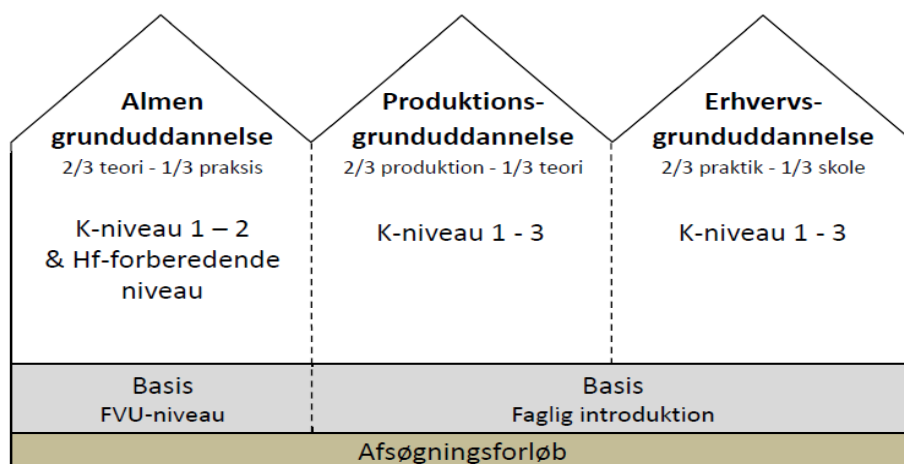 Almen
grunduddannelse
2/3 teori - 1/3 praksis
K-niveau 1 – 2
& Hf-forberedende
niveau
Produktions-
grunduddannelse
2/3 produktion - 1/3 teori
K-niveau 1 - 3
Erhvervs-
grunduddannelse
2/3 praktik - 1/3 skole
K-niveau 1 - 3
Basis
FVU-niveau
Basis
Faglig introduktion
Afsøgningsforløb